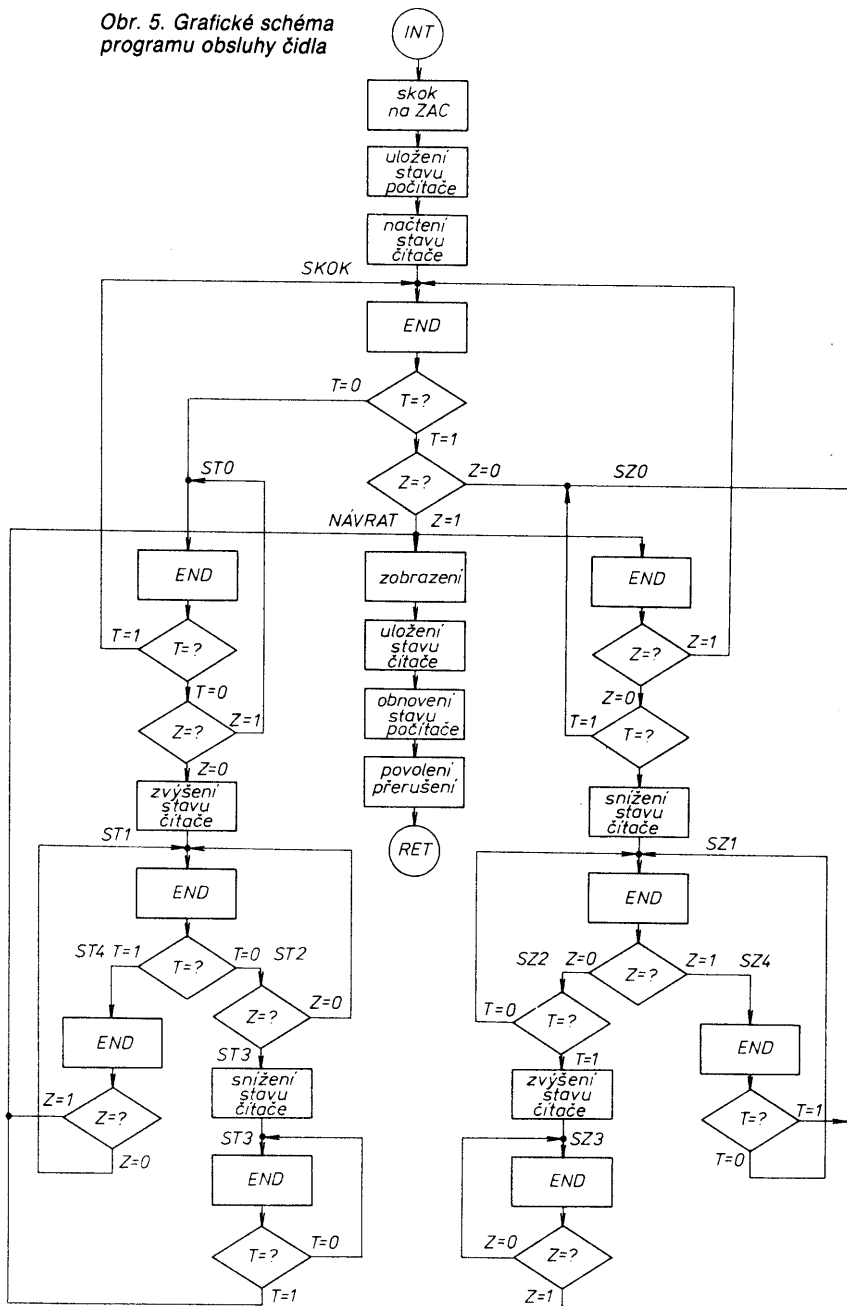 Obr. 5. Grafické schéma
programu obsluhy čidla
INT
skok
na ZAC
uložení
stavu
počítače
načtení
stavu
čítače
SKOK
END
T=0
T=?
T=1
ST0
Z=?
Z=0
SZ0
NÁVRAT
Z=1
END
zobrazení
END
T=1
T=?
T=0
uložení
stavu
čítače
Z=?
Z=1
Z=0
Z=?
Z=1
Z=0
obnovení
stavu
počítače
T=1
T=?
zvýšení
stavu
čítače
povolení
přerušení
snížení
stavu
čítače
ST1
RET
SZ1
END
END
ST4 T=1
T=?
T=0 ST2
SZ2 Z=0
Z=?
Z=1 SZ4
END
Z=?
Z=0
T=0
T=?
END
ST3
T=1
Z=1
Z=?
Z=0
snížení
stavu
čítače
zvýšení
stavu
čítače
T=?
T=1
T=0
ST3
SZ3
END
END
T=?
T=0
T=1
Z=0
Z=?
Z=1